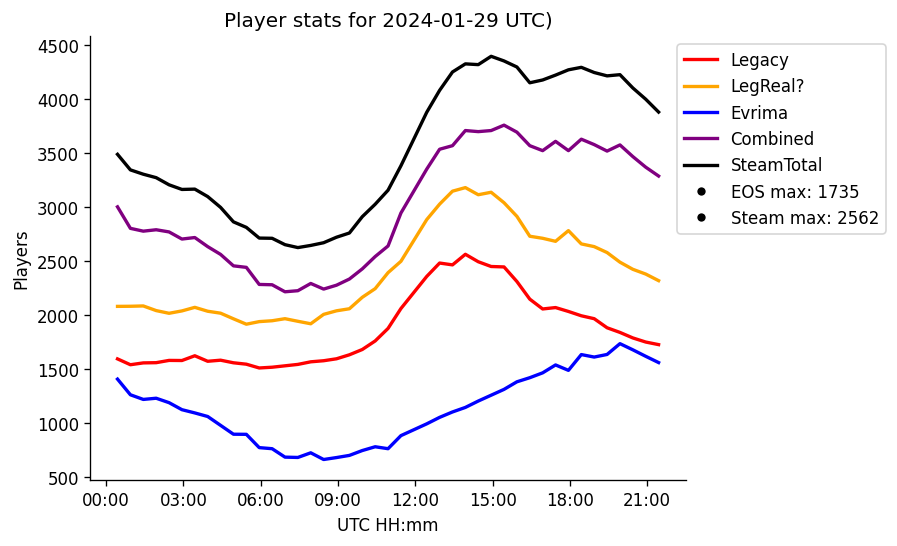 Player stats for 2024-01-29 UTC)
Players
4500
4000
3500
3000
2500
2000
1500
1000
500
00:00 03:00 06:00 09:00 12:00 15:00 18:00 21:00
UTC HH:mm
Legacy
LegReal?
Evrima
Combined
SteamTotal
EOS max: 1735
Steam max: 2562